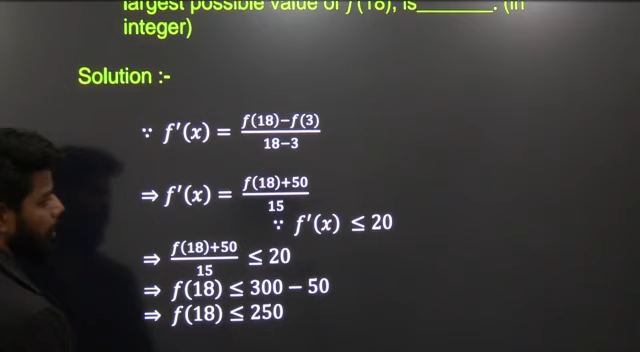 largest possible value of f(18), is________. (in
integer)
Solution :-
∵ f'(x) = f(18)−f(3) / 18−3
⇒ f'(x) = f(18)+50 / 15
∵ f'(x) ≤ 20
⇒ f(18)+50 / 15 ≤ 20
⇒ f(18) ≤ 300 − 50
⇒ f(18) ≤ 250